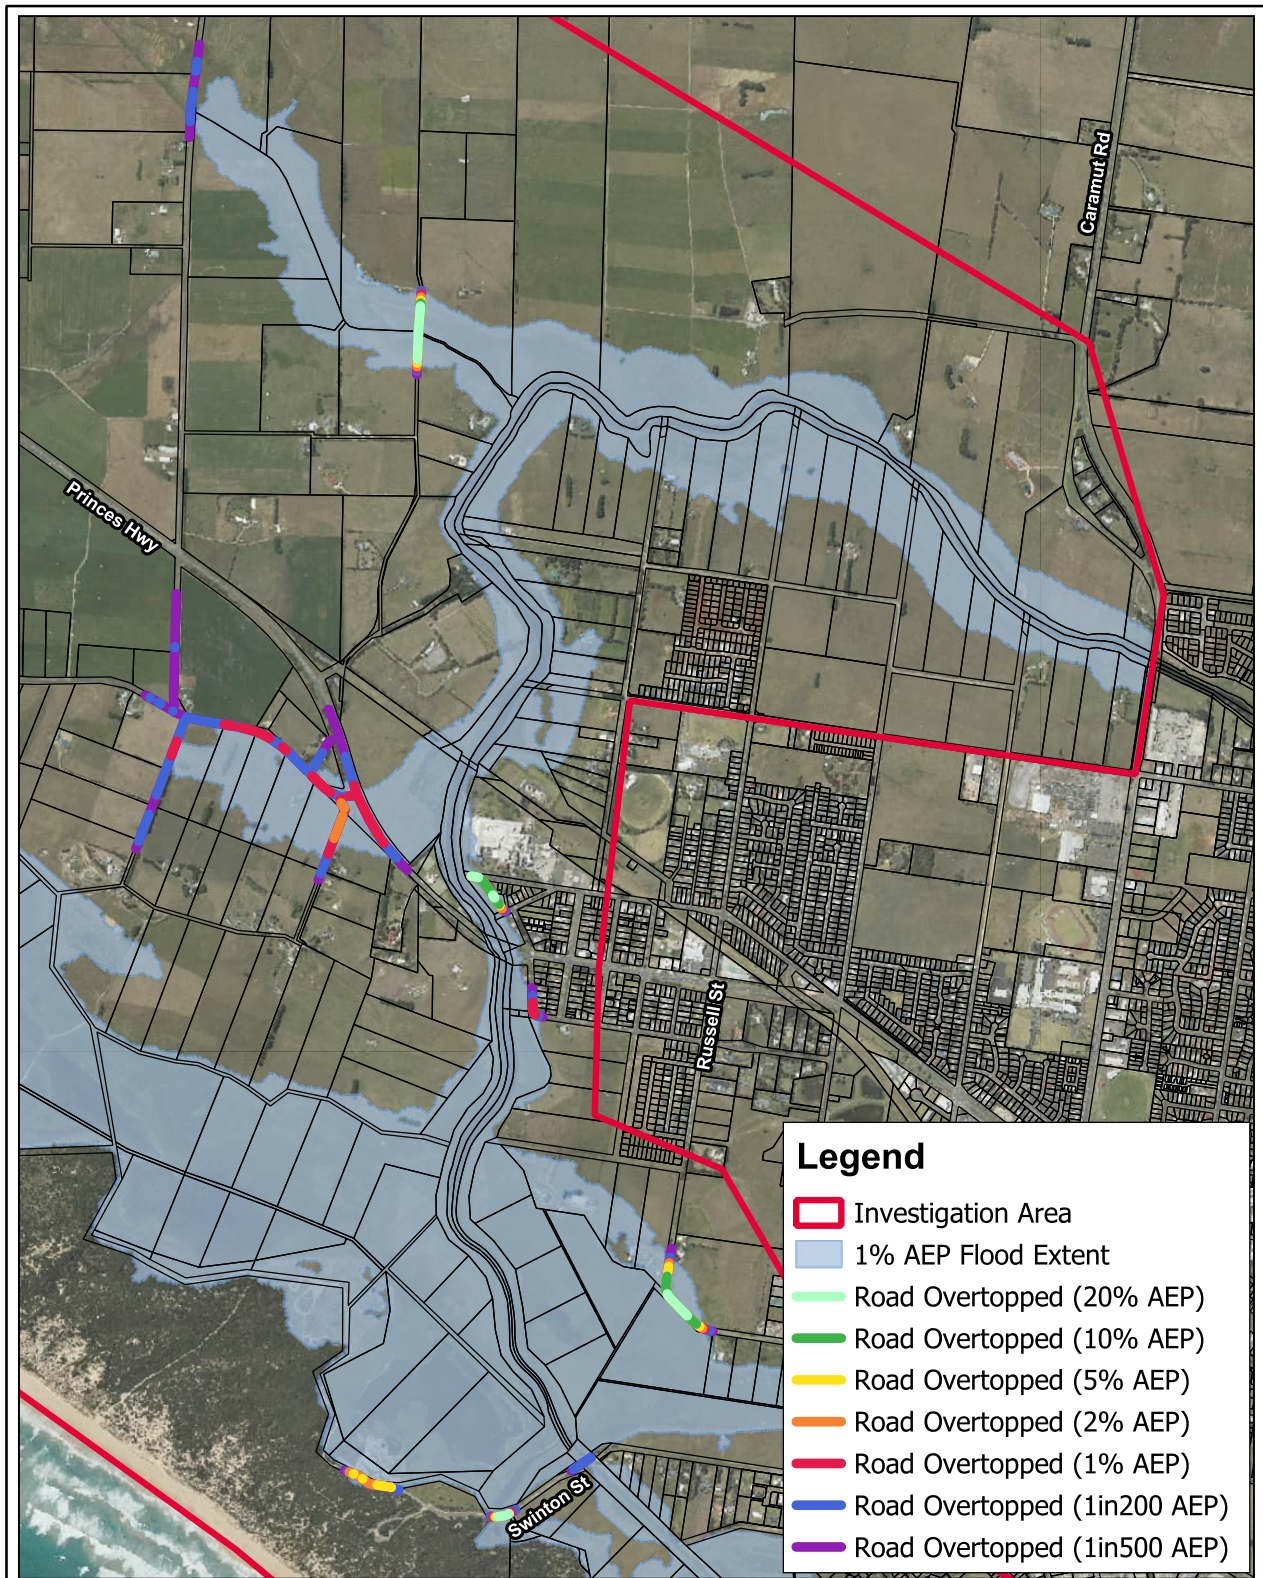 Caramut Rd
Princes Hwy
Russell St
Swinton St
Legend
Investigation Area
1% AEP Flood Extent
Road Overtopped (20% AEP)
Road Overtopped (10% AEP)
Road Overtopped (5% AEP)
Road Overtopped (2% AEP)
Road Overtopped (1% AEP)
Road Overtopped (1in200 AEP)
Road Overtopped (1in500 AEP)